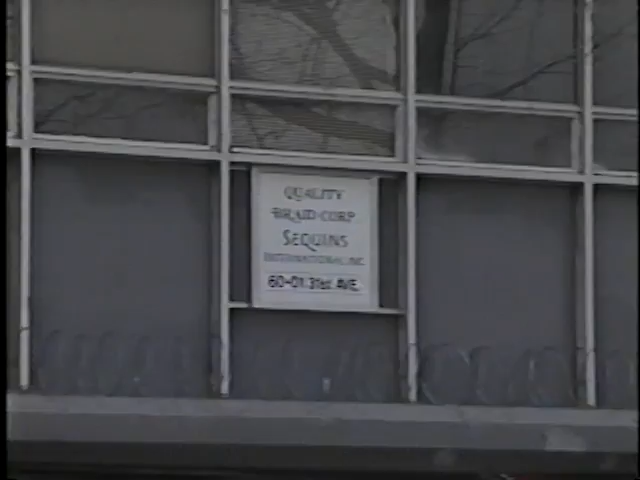 QUALITY
BRAID CORP
SEQUINS
INTERNATIONAL INC.
60-01 31st AVE.